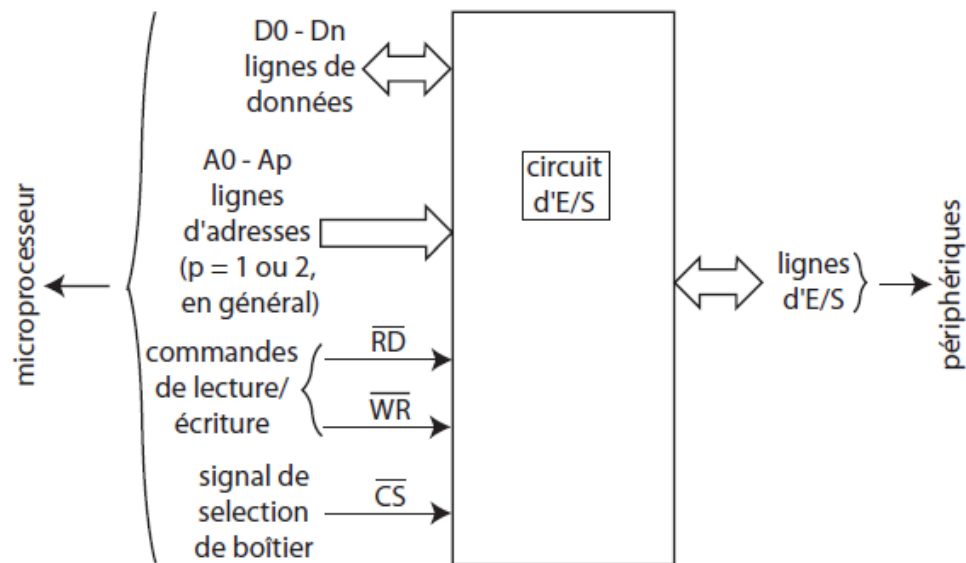 D0 - Dn
lignes de
données
A0 - Ap
lignes
d'adresses
(p = 1 ou 2,
en général)
commandes
de lecture/
écriture
RD
WR
signal de
selection
de boîtier
CS
microprocesseur
circuit
d'E/S
lignes
d'E/S
périphériques